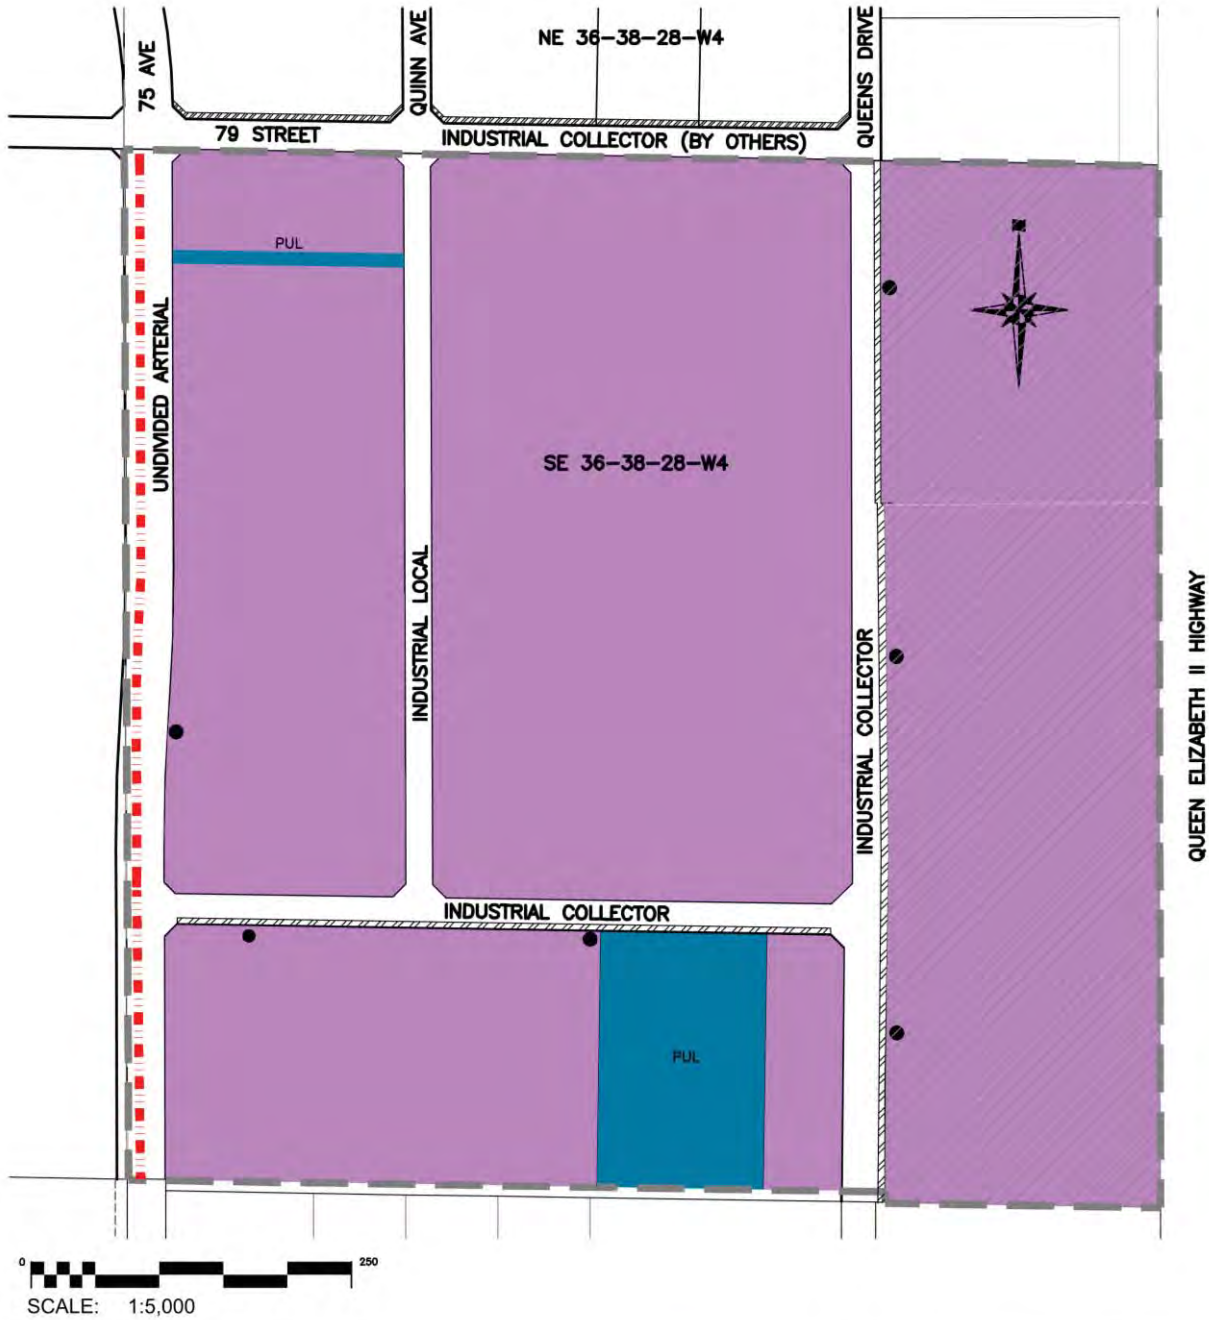 NE 36-38-28-W4
75 AVE
QUINN AVE
QUEENS DRIVE
79 STREET
INDUSTRIAL COLLECTOR (BY OTHERS)
PUL
UNDIVIDED ARTERIAL
SE 36-38-28-W4
INDUSTRIAL LOCAL
INDUSTRIAL COLLECTOR
QUEEN ELIZABETH II HIGHWAY
INDUSTRIAL COLLECTOR
PUL
0 250
SCALE: 1:5,000